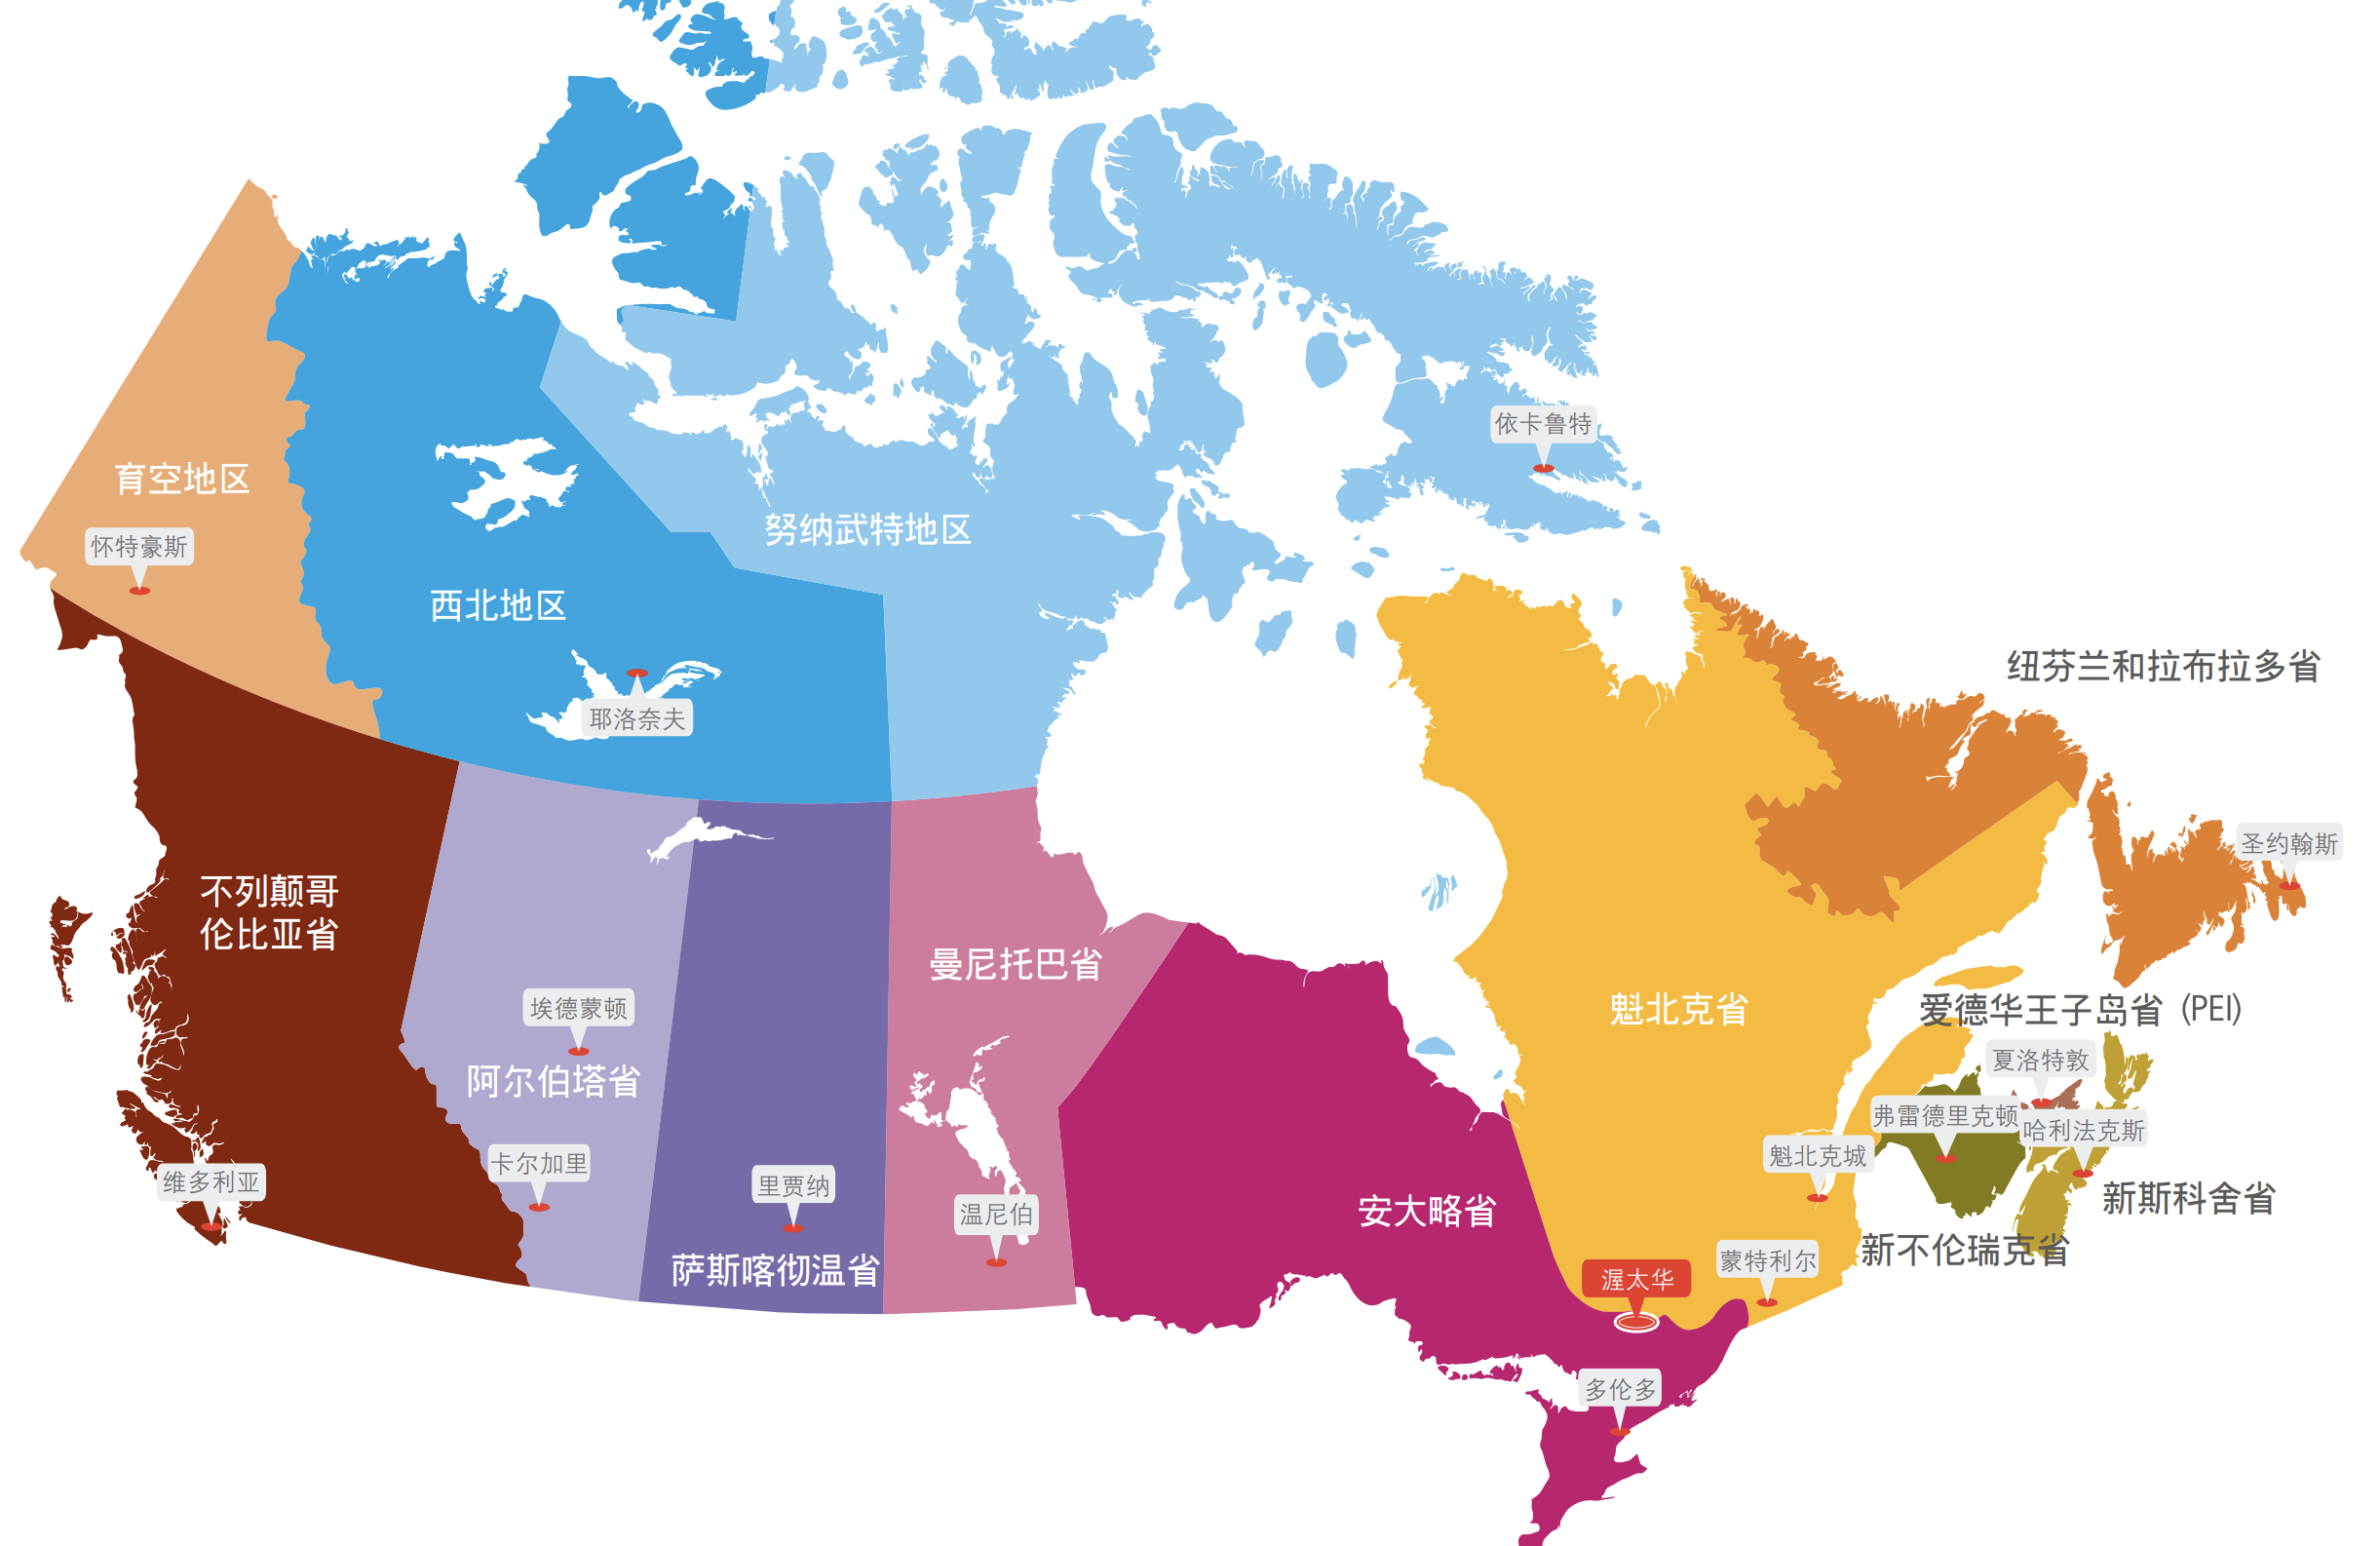 依卡鲁特
育空地区
努纳武特地区
怀特豪斯
西北地区
纽芬兰和拉布拉多省
耶洛奈夫
圣约翰斯
不列颠哥
伦比亚省
曼尼托巴省
埃德蒙顿
魁北克省
爱德华王子岛省（PEI）
夏洛特敦
阿尔伯塔省
弗雷德里克顿
哈利法克斯
魁北克城
卡尔加里
维多利亚
里贾纳
新斯科舍省
安大略省
温尼伯
新不伦瑞克省
蒙特利尔
萨斯喀彻温省
渥太华
多伦多